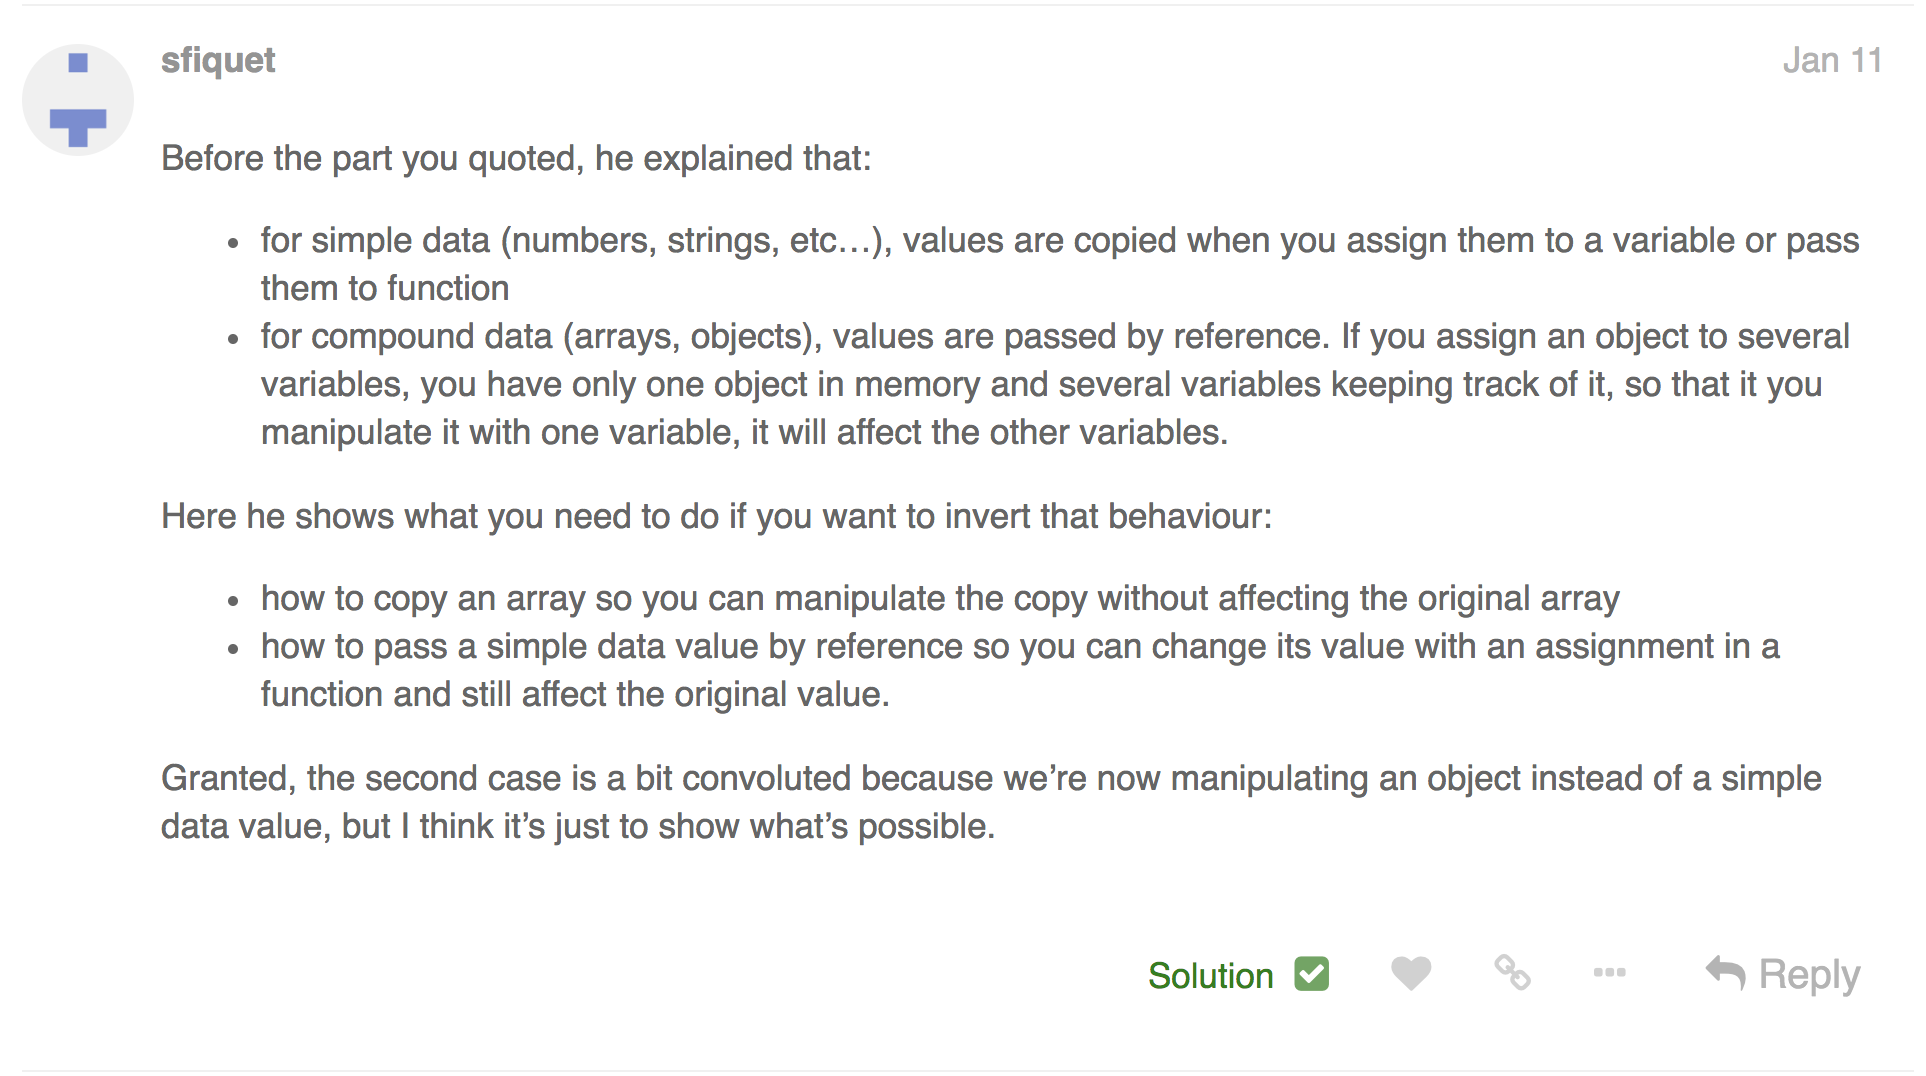 sfiquet
Jan 11
Before the part you quoted, he explained that:
• for simple data (numbers, strings, etc…), values are copied when you assign them to a variable or pass
them to function
• for compound data (arrays, objects), values are passed by reference. If you assign an object to several
variables, you have only one object in memory and several variables keeping track of it, so that it you
manipulate it with one variable, it will affect the other variables.
Here he shows what you need to do if you want to invert that behaviour:
• how to copy an array so you can manipulate the copy without affecting the original array
• how to pass a simple data value by reference so you can change its value with an assignment in a
function and still affect the original value.
Granted, the second case is a bit convoluted because we’re now manipulating an object instead of a simple
data value, but I think it’s just to show what’s possible.
Solution
Reply